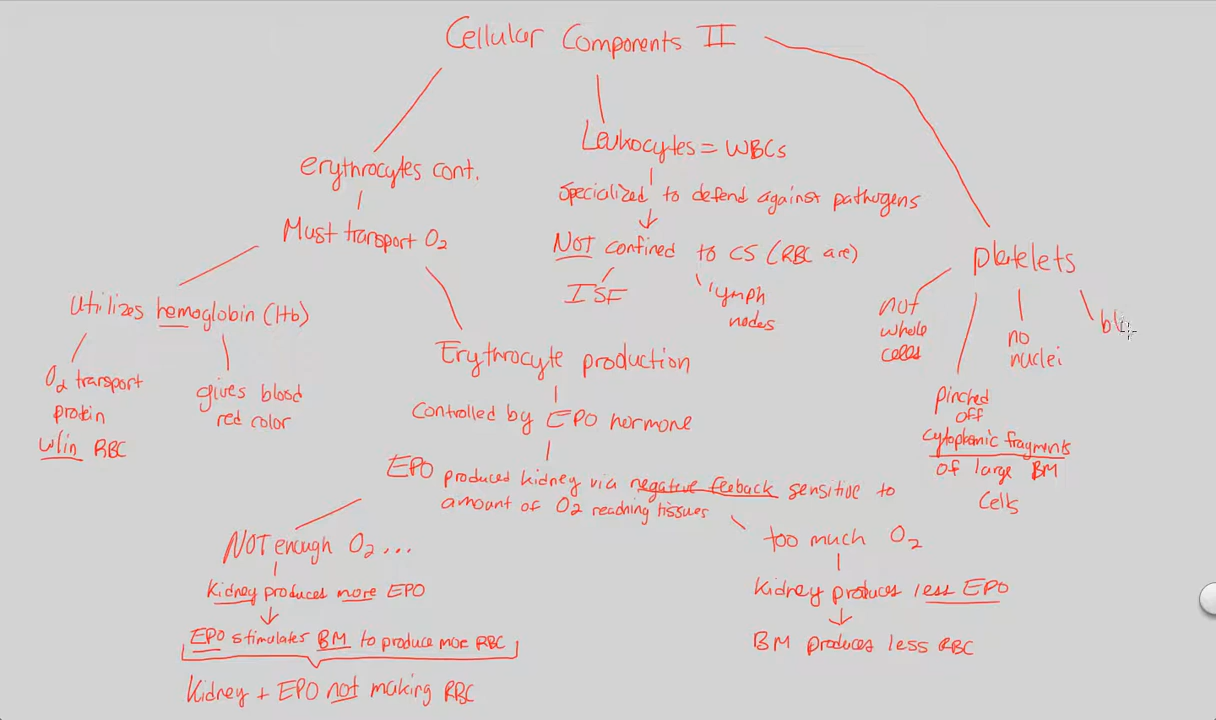 Cellular Components II
erythrocytes cont.
Must transport O2
Utilizes hemoglobin (Hb)
O2 transport
protein
w/in RBC
gives blood
red color
Erythrocyte production
Controlled by EPO hormone
EPO produced kidney via negative feeback sensitive to
amount of O2 reaching tissues
NOT enough O2...
Kidney produces more EPO
EPO stimulates BM to produce more RBC
Kidney + EPO not making RBC
too much O2
Kidney produces less EPO
BM produces less RBC
Leukocytes = WBCs
Specialized to defend against pathogens
NOT confined to CS (RBC are)
ISF
lymph
nodes
Platelets
not
whole
cells
Pinched
off
cytoplasmic fragments
of large BM
Cells
no
nuclei